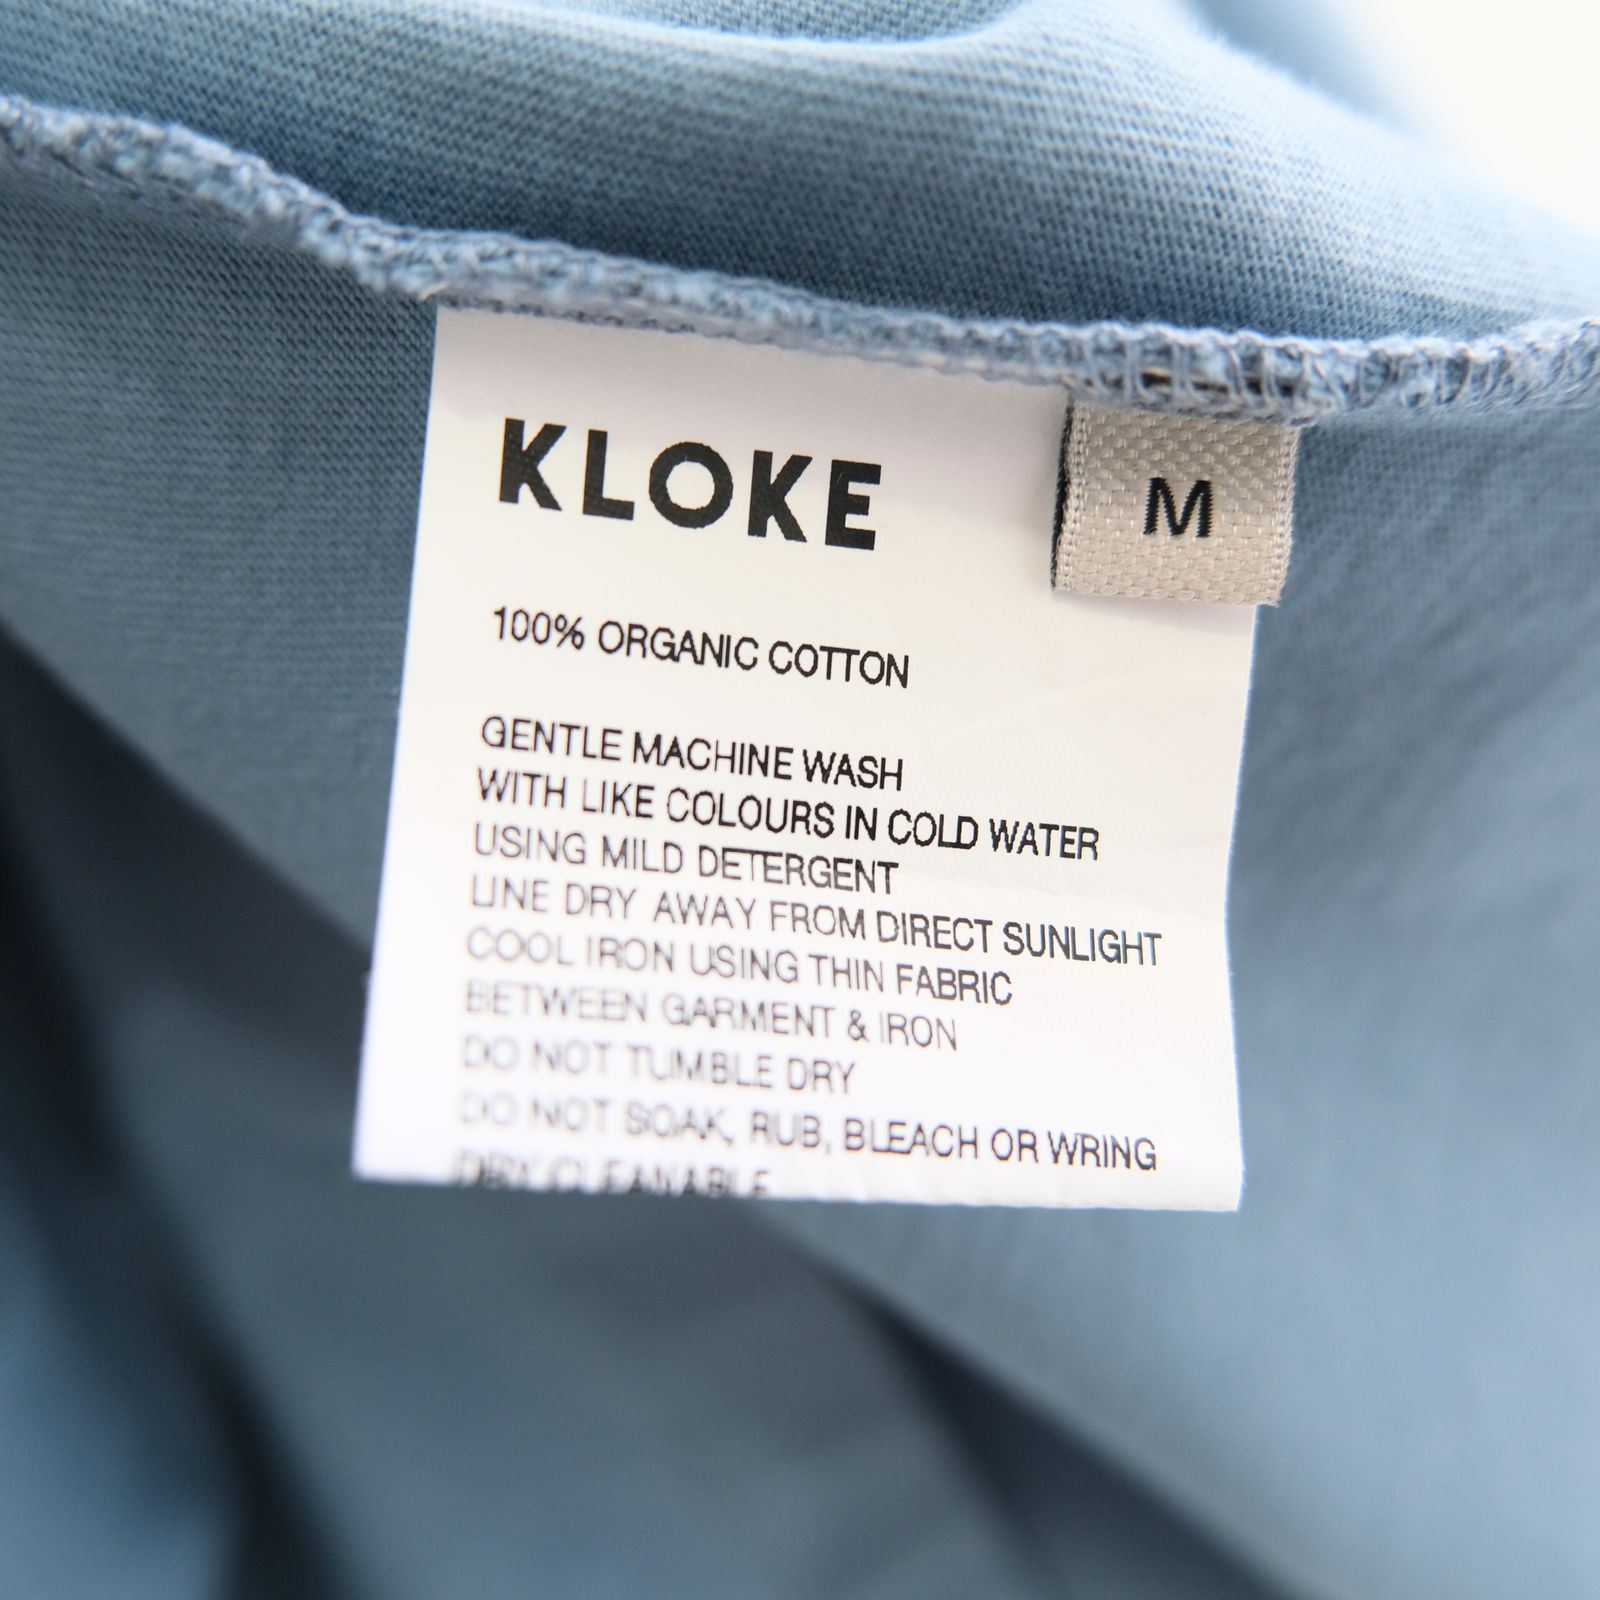 KLOKE
M
100% ORGANIC COTTON
GENTLE MACHINE WASH
WITH LIKE COLOURS IN COLD WATER
USING MILD DETERGENT
LINE DRY AWAY FROM DIRECT SUNLIGHT
COOL IRON USING THIN FABRIC
BETWEEN GARMENT & IRON
DO NOT TUMBLE DRY
DO NOT SOAK, RUB, BLEACH OR WRING
DRY CLEANABLE